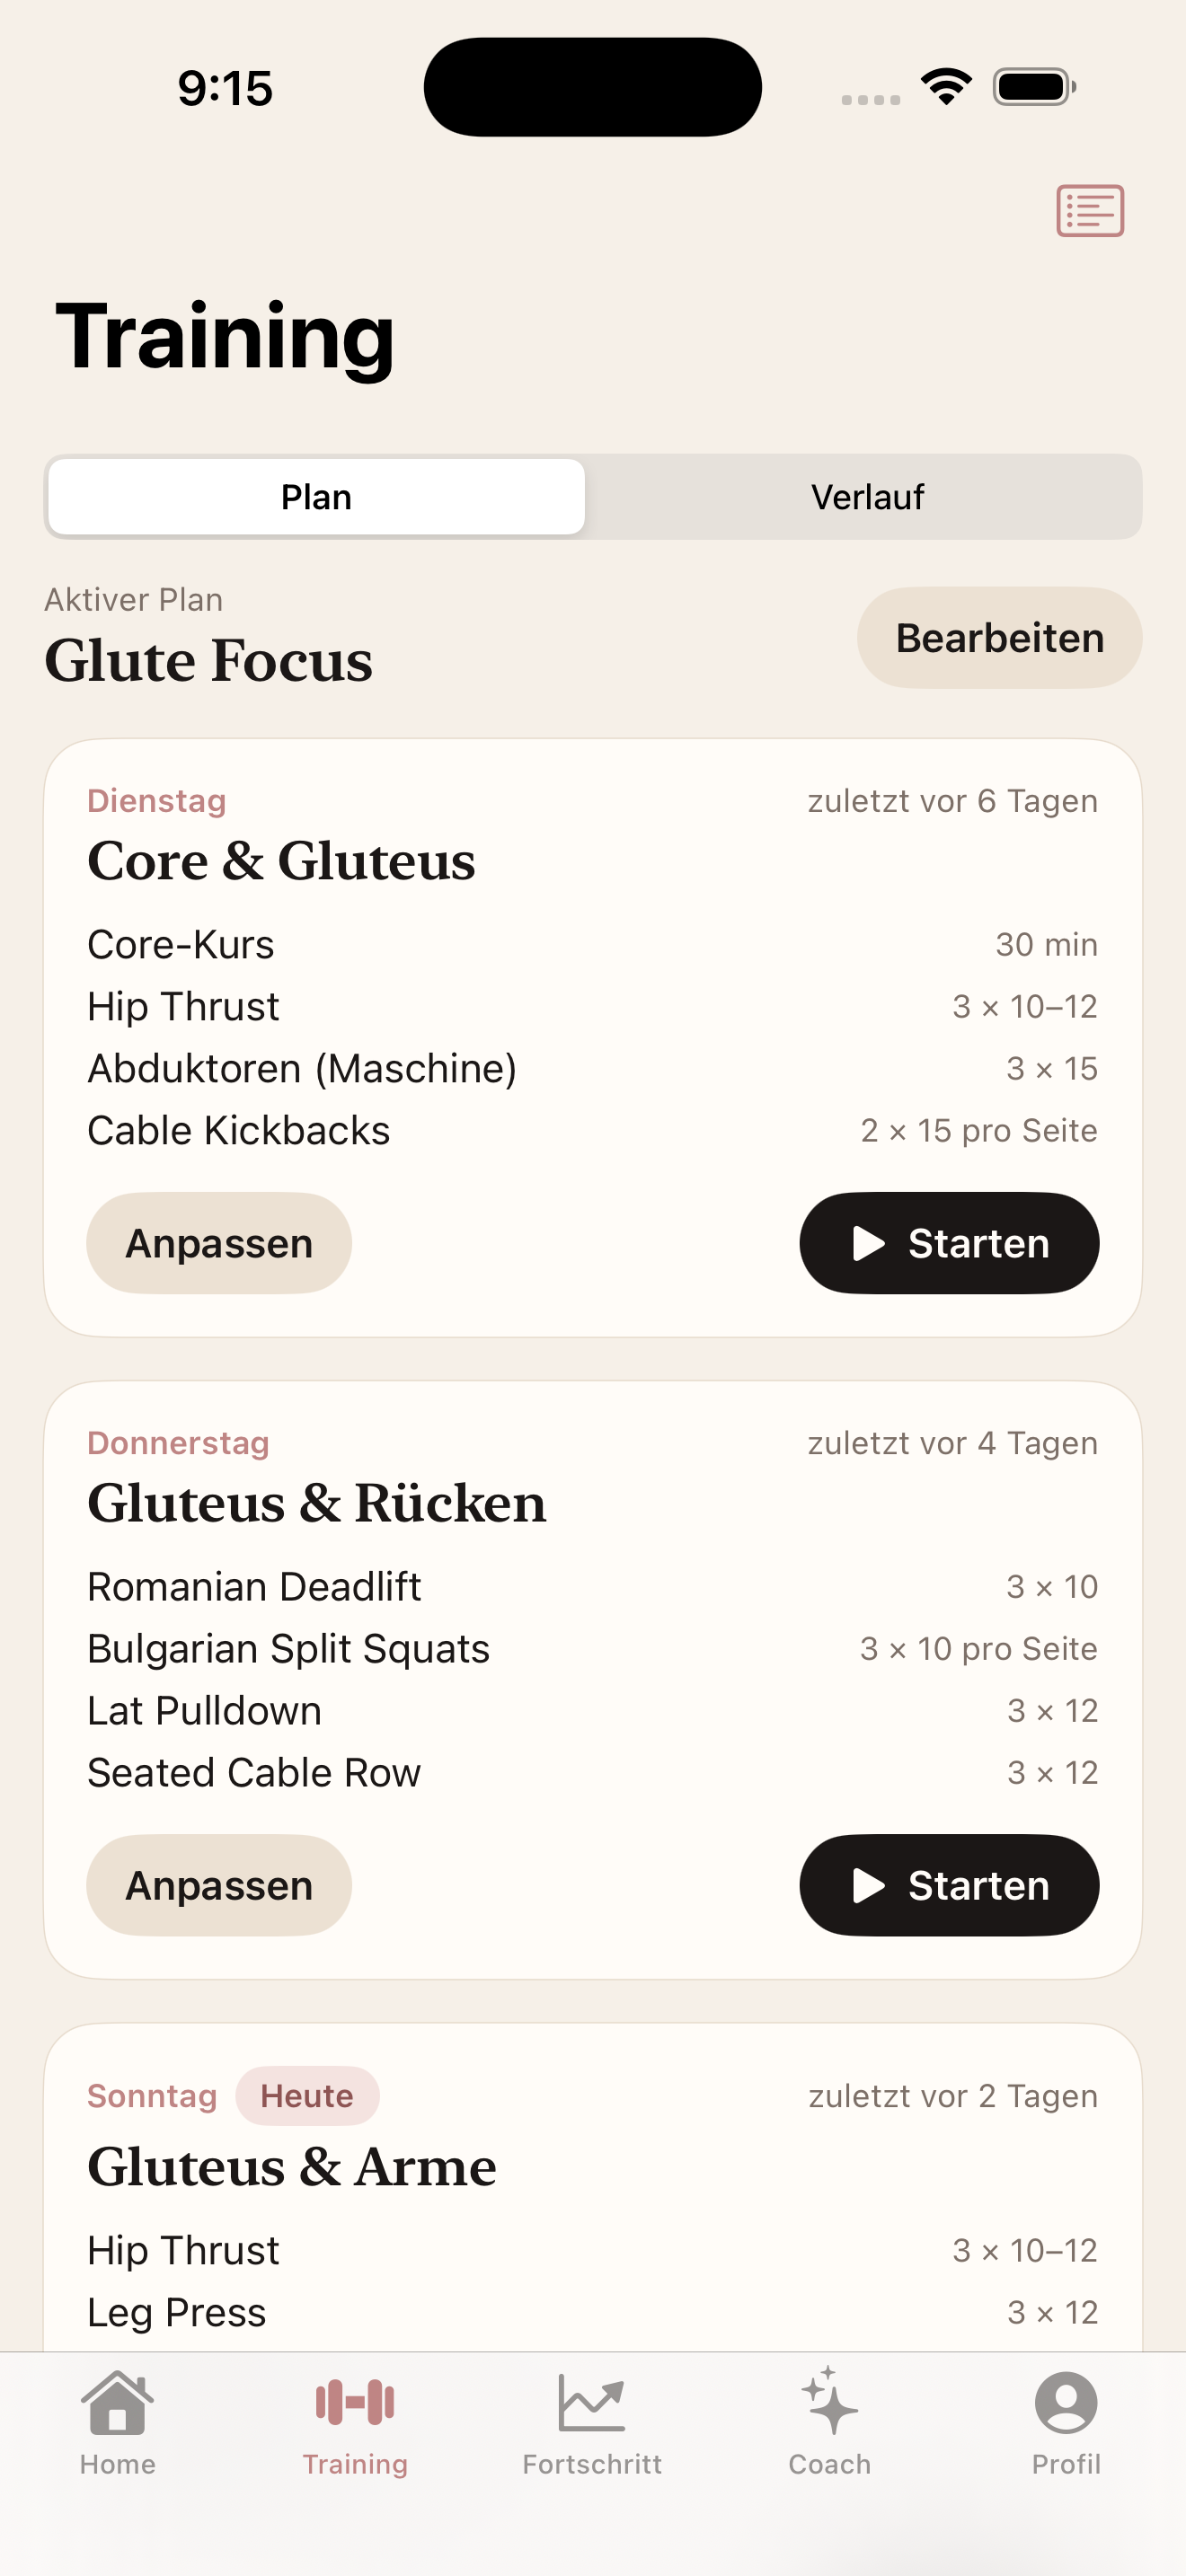 9:15
Training
Plan
Verlauf
Aktiver Plan
Glute Focus
Bearbeiten
Dienstag
zuletzt vor 6 Tagen
Core & Gluteus
Core-Kurs
30 min
Hip Thrust
3 × 10–12
Abduktoren (Maschine)
3 × 15
Cable Kickbacks
2 × 15 pro Seite
Anpassen
Starten
Donnerstag
zuletzt vor 4 Tagen
Gluteus & Rücken
Romanian Deadlift
3 × 10
Bulgarian Split Squats
3 × 10 pro Seite
Lat Pulldown
3 × 12
Seated Cable Row
3 × 12
Anpassen
Starten
Sonntag
Heute
zuletzt vor 2 Tagen
Gluteus & Arme
Hip Thrust
3 × 10–12
Leg Press
3 × 12
Home
Training
Fortschritt
Coach
Profil